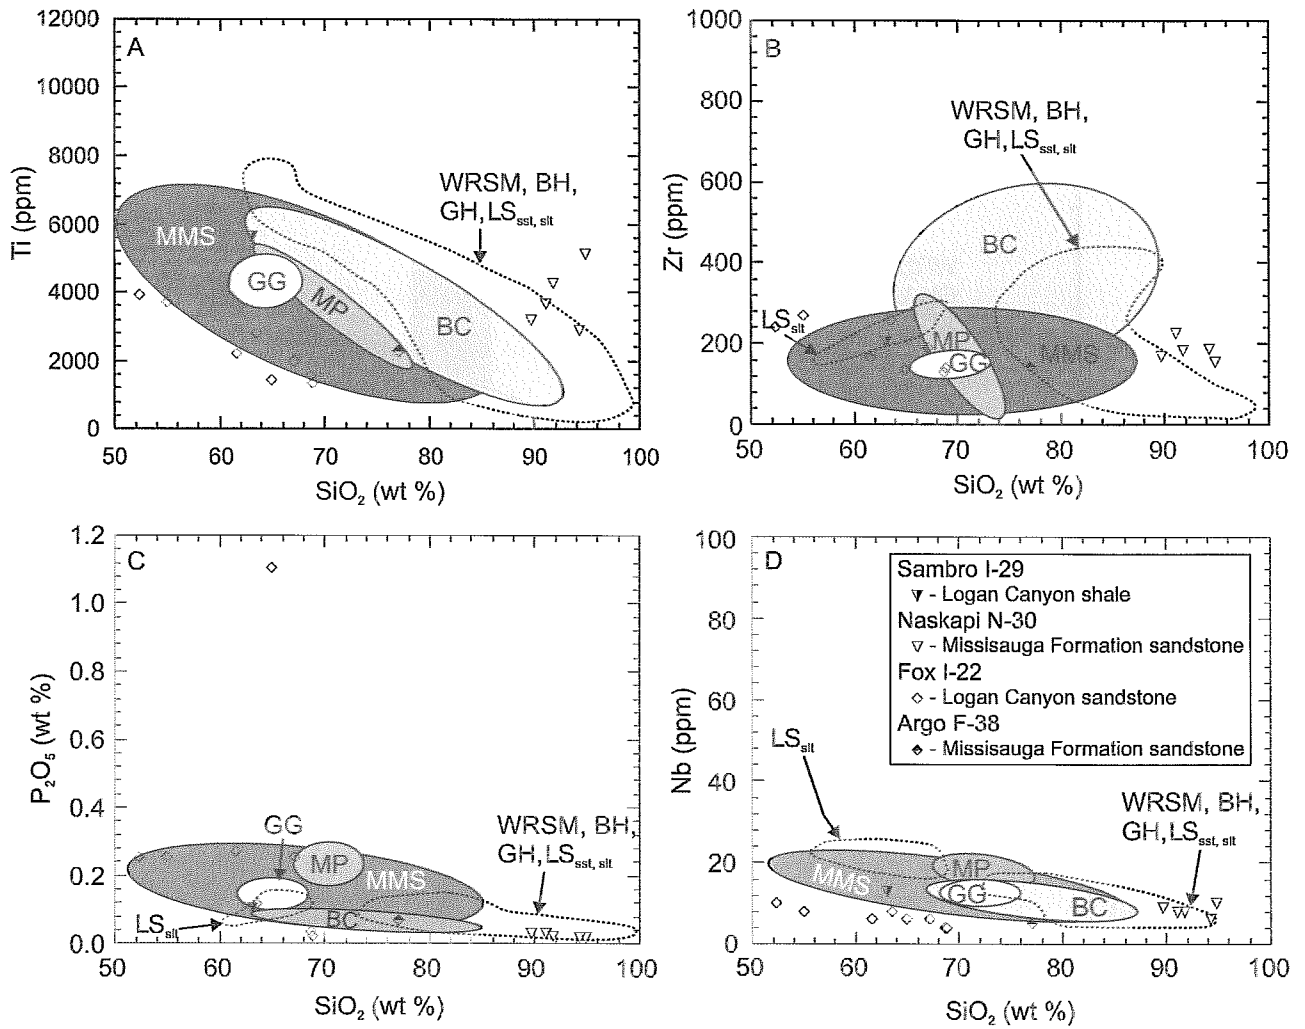 A
12000
10000
8000
6000
4000
2000
0
Ti (ppm)
50
60
70
80
90
100
SiO₂ (wt %)
MMS
GG
MP
BC
WRSM, BH,
GH,LSsst, slt
B
1000
800
600
400
200
0
Zr (ppm)
50
60
70
80
90
100
SiO₂ (wt %)
WRSM, BH,
GH,LSsst, slt
BC
LSslt
MP
GG
MMS
C
1.2
1.0
0.8
0.6
0.4
0.2
0.0
P₂O₅ (wt %)
50
60
70
80
90
100
SiO₂ (wt %)
GG
MP
MMS
BC
LSslt
WRSM, BH,
GH,LSsst, slt
D
100
80
60
40
20
0
Nb (ppm)
50
60
70
80
90
100
SiO₂ (wt %)
Sambro I-29
- Logan Canyon shale
Naskapi N-30
- Missisauga Formation sandstone
Fox I-22
- Logan Canyon sandstone
Argo F-38
- Missisauga Formation sandstone
LSslt
WRSM, BH,
GH,LSsst, slt
MMS
MP
GG
BC